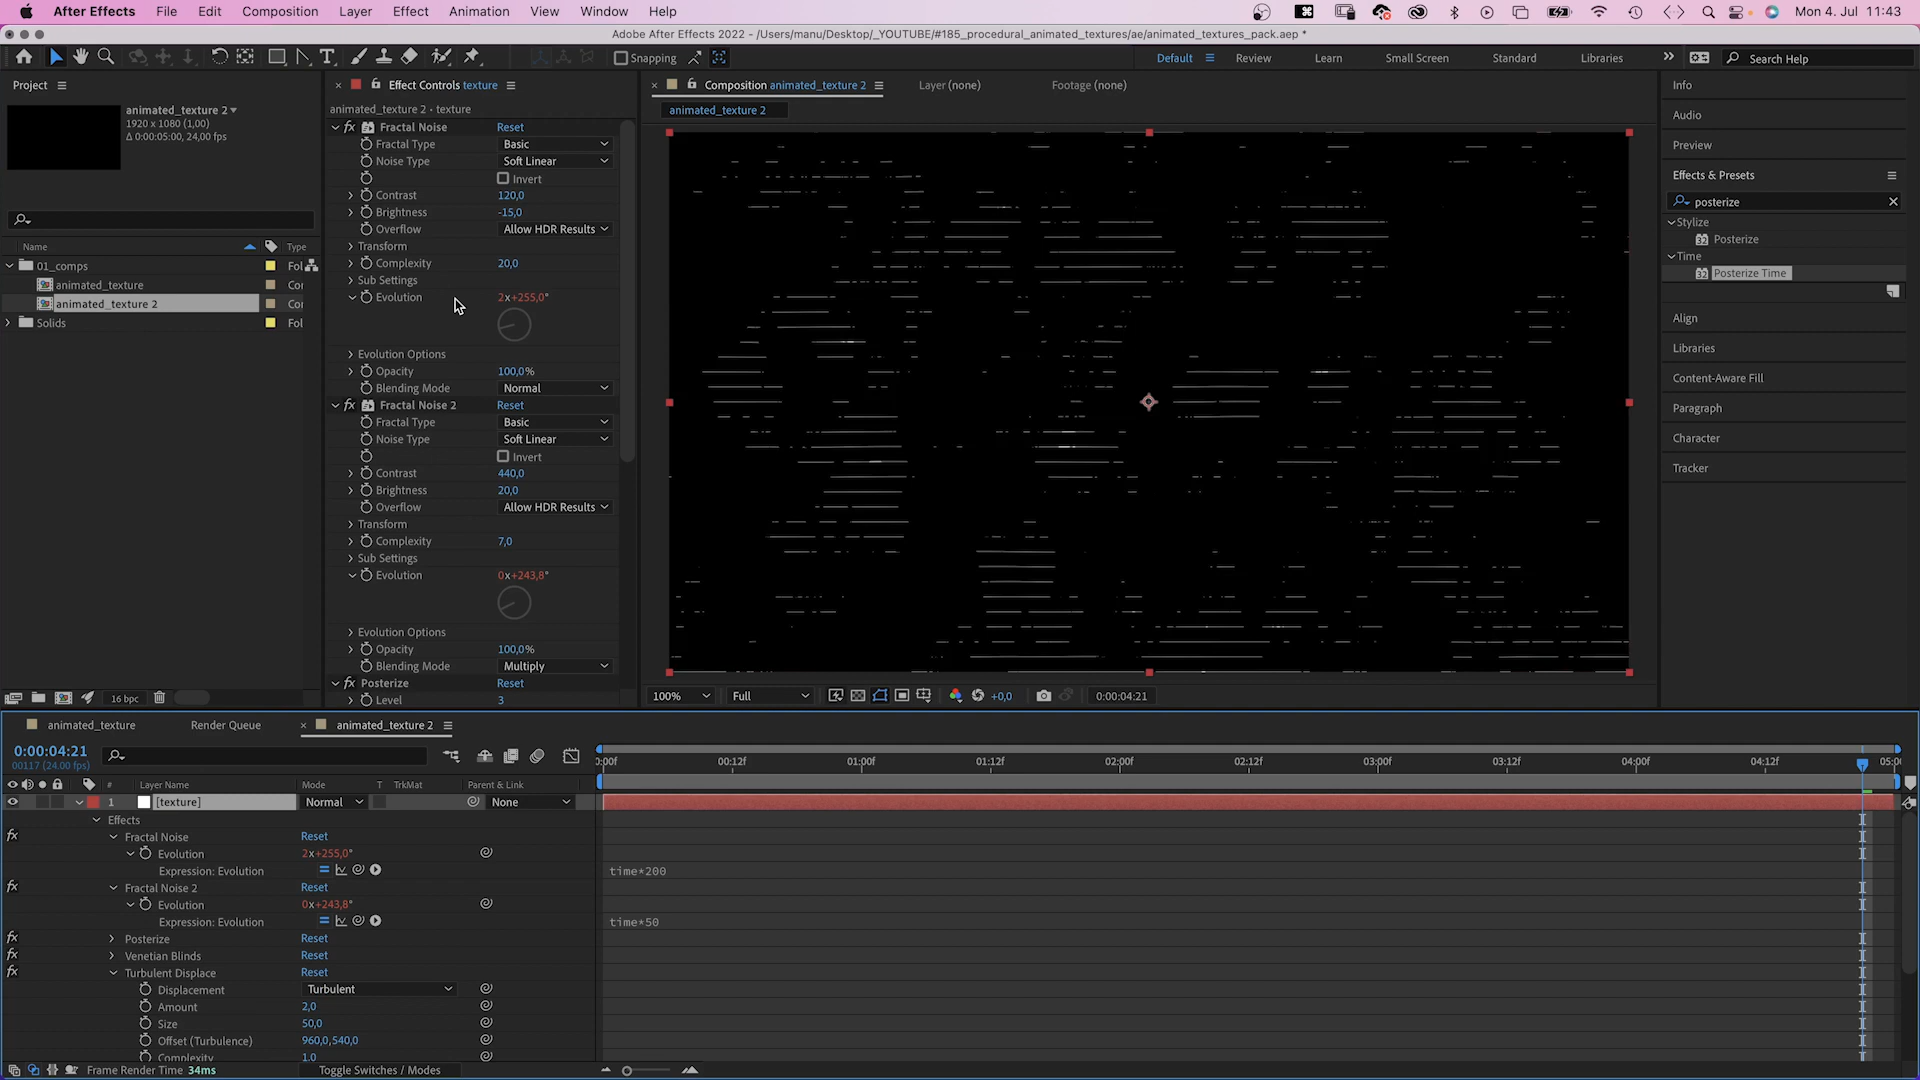 After Effects File Edit Composition Layer Effect Animation View Window Help Mon 4. Jul 11:43
Adobe After Effects 2022 - /Users/manu/Desktop/_YOUTUBE/#185_procedural_animated_textures/ae/animated_textures_pack.aep *
Snapping Default Review Learn Small Screen Standard Libraries Search Help
Project
animated_texture 2
1920 x 1080 (1,00)
Δ 0:00:05:00, 24,00 fps
Name Type
01_comps Fol
animated_texture Co
animated_texture 2 Co
Solids Fol
16 bpc
Effect Controls texture
animated_texture 2 · texture
fx Fractal Noise Reset
Fractal Type Basic
Noise Type Soft Linear
Invert
Contrast 120,0
Brightness -15,0
Overflow Allow HDR Results
Transform
Complexity 20,0
Sub Settings
Evolution 2x+255,0°
Evolution Options
Opacity 100,0%
Blending Mode Normal
fx Fractal Noise 2 Reset
Fractal Type Basic
Noise Type Soft Linear
Invert
Contrast 440,0
Brightness 20,0
Overflow Allow HDR Results
Transform
Complexity 7,0
Sub Settings
Evolution 0x+243,8°
Evolution Options
Opacity 100,0%
Blending Mode Multiply
fx Posterize Reset
Level 3
Composition animated_texture 2 Layer (none) Footage (none)
animated_texture 2
100% Full +0,0 0:00:04:21
Info
Audio
Preview
Effects & Presets
posterize
Stylize
32 Posterize
Time
32 Posterize Time
Align
Libraries
Content-Aware Fill
Paragraph
Character
Tracker
animated_texture Render Queue animated_texture 2
0:00:04:21
00117 (24.00 fps)
:00f 00:12f 01:00f 01:12f 02:00f 02:12f 03:00f 03:12f 04:00f 04:12f 05:00
# Layer Name Mode T TrkMat Parent & Link
1 [texture] Normal None
Effects
fx Fractal Noise Reset
Evolution 2x+255,0°
Expression: Evolution time*200
fx Fractal Noise 2 Reset
Evolution 0x+243,8°
Expression: Evolution time*50
fx Posterize Reset
fx Venetian Blinds Reset
fx Turbulent Displace Reset
Displacement Turbulent
Amount 2,0
Size 50,0
Offset (Turbulence) 960,0,540,0
Complexity 1,0
Frame Render Time 34ms Toggle Switches / Modes